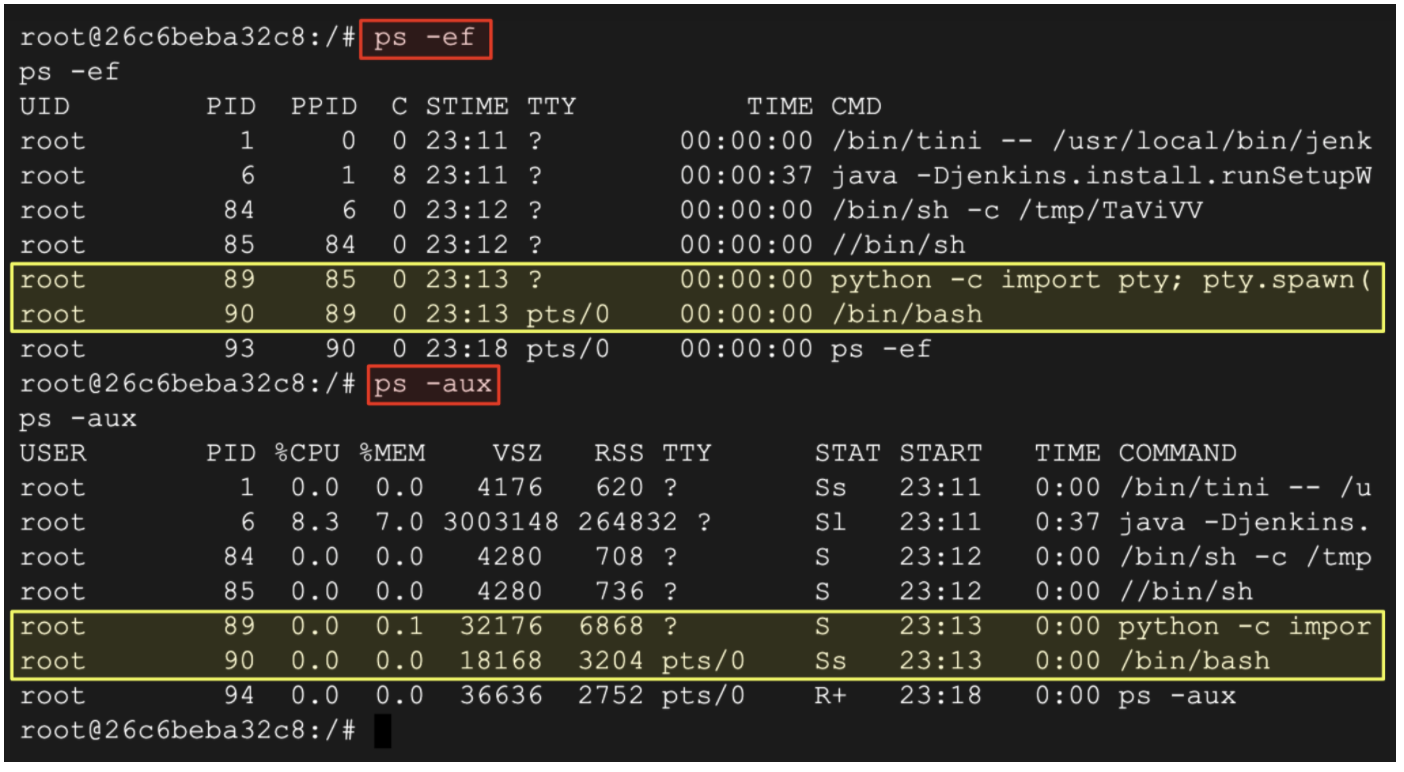 root@26c6beba32c8:/# ps -ef
ps -ef
UID        PID  PPID  C STIME TTY          TIME CMD
root         1     0  0 23:11 ?        00:00:00 /bin/tini -- /usr/local/bin/jenk
root         6     1  8 23:11 ?        00:00:37 java -Djenkins.install.runSetupW
root        84     6  0 23:12 ?        00:00:00 /bin/sh -c /tmp/TaViVV
root        85    84  0 23:12 ?        00:00:00 //bin/sh
root        89    85  0 23:13 ?        00:00:00 python -c import pty; pty.spawn(
root        90    89  0 23:13 pts/0    00:00:00 /bin/bash
root        93    90  0 23:18 pts/0    00:00:00 ps -ef
root@26c6beba32c8:/# ps -aux
ps -aux
USER       PID %CPU %MEM    VSZ   RSS TTY      STAT START   TIME COMMAND
root         1  0.0  0.0   4176   620 ?        Ss   23:11   0:00 /bin/tini -- /u
root         6  8.3  7.0 3003148 264832 ?      Sl   23:11   0:37 java -Djenkins.
root        84  0.0  0.0   4280   708 ?        S    23:12   0:00 /bin/sh -c /tmp
root        85  0.0  0.0   4280   736 ?        S    23:12   0:00 //bin/sh
root        89  0.0  0.1  32176  6868 ?        S    23:13   0:00 python -c impor
root        90  0.0  0.0  18168  3204 pts/0    Ss   23:13   0:00 /bin/bash
root        94  0.0  0.0  36636  2752 pts/0    R+   23:18   0:00 ps -aux
root@26c6beba32c8:/#